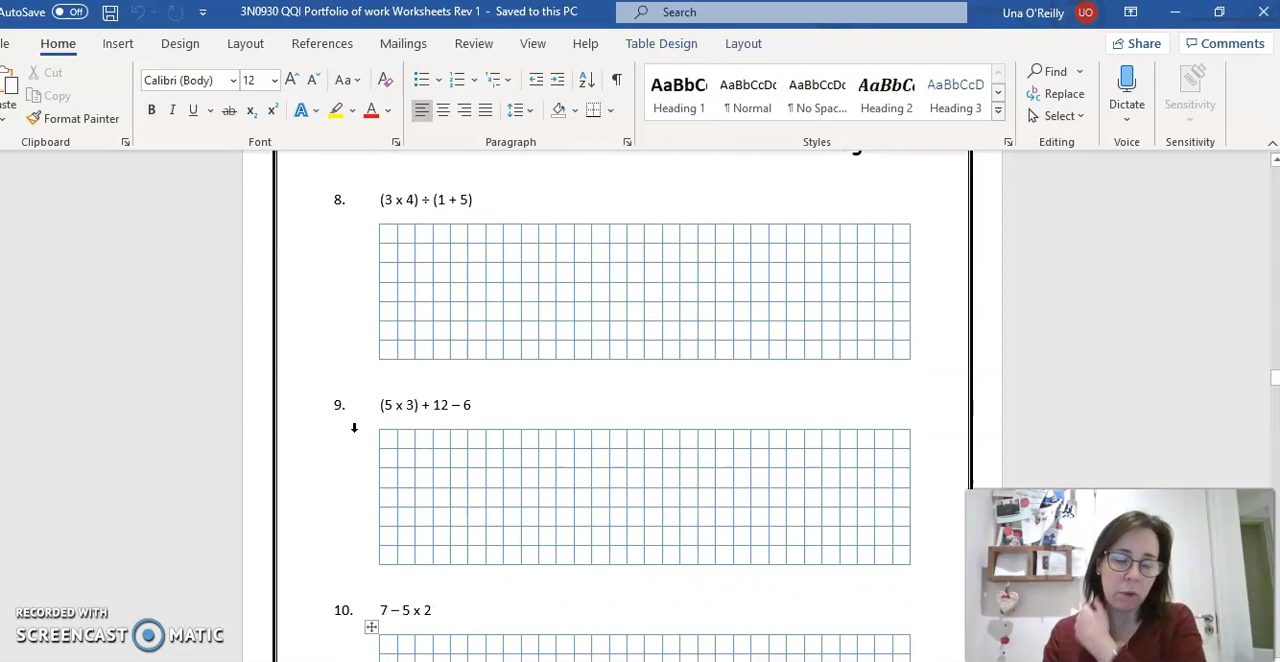 AutoSave Off 3N0930 QQI Portfolio of work Worksheets Rev 1 - Saved to this PC Search Una O'Reilly UO
Home Insert Design Layout References Mailings Review View Help Table Design Layout Share Comments
Cut
Copy
Format Painter
Calibri (Body) 12 Aa
AaBbC AaBbCcDc AaBbCcDc AaBbCc AaBbCcD
Heading 1 ¶ Normal ¶ No Spac... Heading 2 Heading 3
Find
Replace
Select
Dictate
Sensitivity
Clipboard Font Paragraph Styles Editing Voice Sensitivity
8. (3 x 4) ÷ (1 + 5)
9. (5 x 3) + 12 – 6
10. 7 – 5 x 2
RECORDED WITH
SCREENCAST MATIC